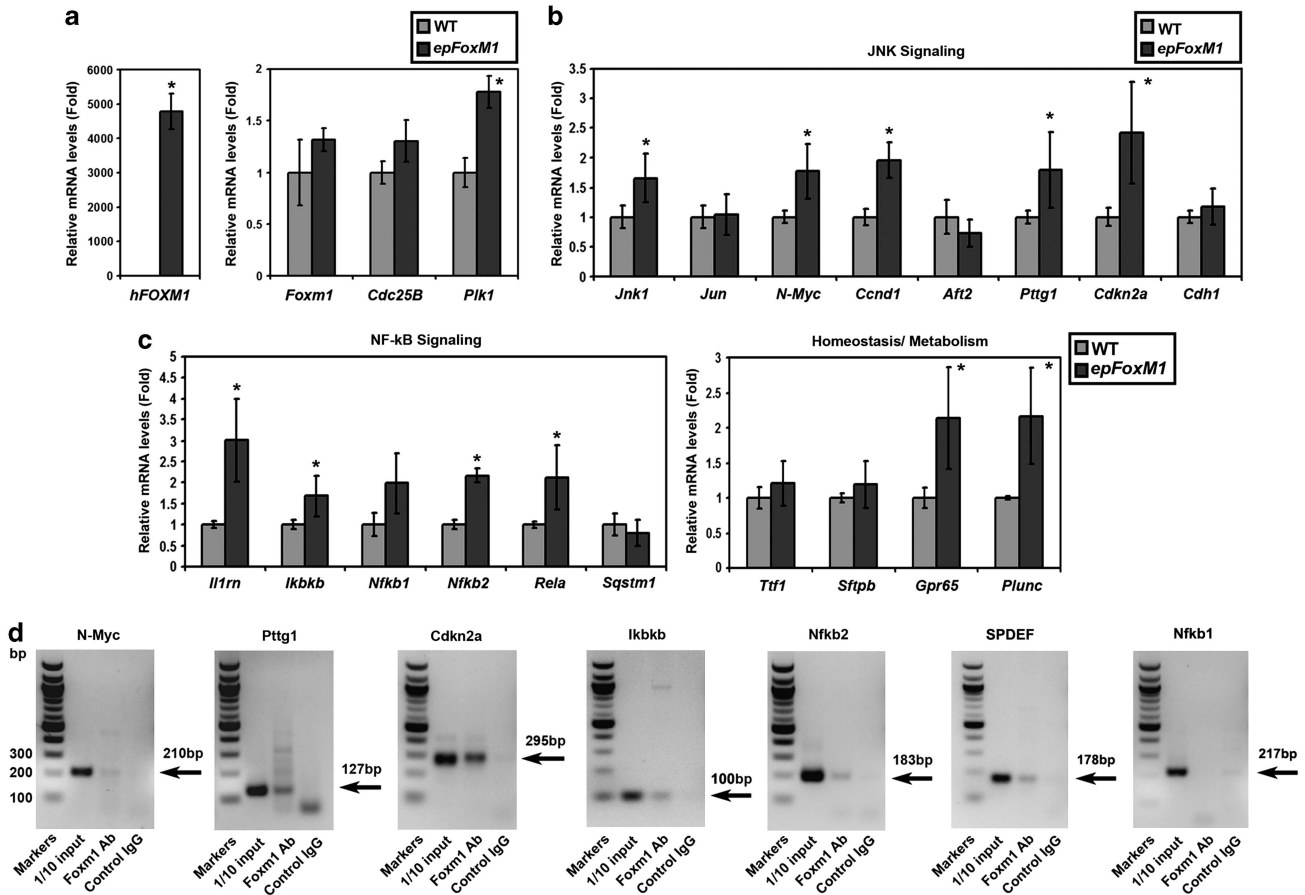 a
WT
epFoxM1
Relative mRNA levels (Fold)
6000
5000
4000
3000
2000
1000
0
*
hFOXM1
Relative mRNA levels (Fold)
2
1.5
1
0.5
0
*
Foxm1 Cdc25B Plk1
b
WT
epFoxM1
JNK Signaling
Relative mRNA levels (Fold)
3.5
3
2.5
2
1.5
1
0.5
0
* * * * *
Jnk1 Jun N-Myc Ccnd1 Aft2 Pttg1 Cdkn2a Cdh1
c
NF-kB Signaling
Relative mRNA levels (Fold)
5
4.5
4
3.5
3
2.5
2
1.5
1
0.5
0
* * * *
Il1rn Ikbkb Nfkb1 Nfkb2 Rela Sqstm1
Homeostasis/ Metabolism
WT
epFoxM1
Relative mRNA levels (Fold)
3
2.5
2
1.5
1
0.5
0
* *
Ttf1 Sftpb Gpr65 Plunc
d
N-Myc Pttg1 Cdkn2a Ikbkb Nfkb2 SPDEF Nfkb1
bp
300
200
100
210bp
127bp
295bp
100bp
183bp
178bp
217bp
Markers 1/10 input Foxm1 Ab Control IgG
Markers 1/10 input Foxm1 Ab Control IgG
Markers 1/10 input Foxm1 Ab Control IgG
Markers 1/10 input Foxm1 Ab Control IgG
Markers 1/10 input Foxm1 Ab Control IgG
Markers 1/10 input Foxm1 Ab Control IgG
Markers 1/10 input Foxm1 Ab Control IgG